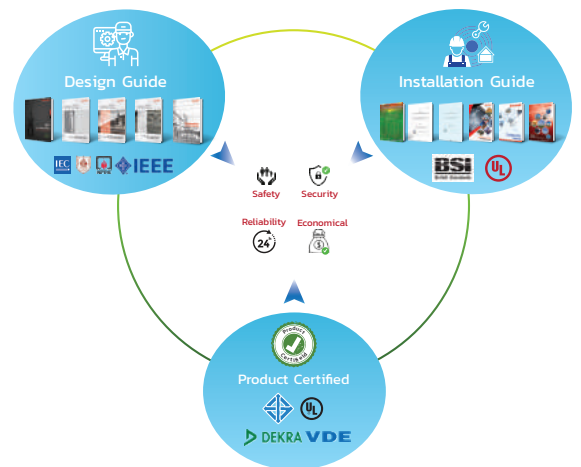 Design Guide
IEC
IEEE
Installation Guide
BSi
UL
Safety
Security
Reliability
Economical
24
Product
Certified
Product Certified
UL
DEKRA VDE